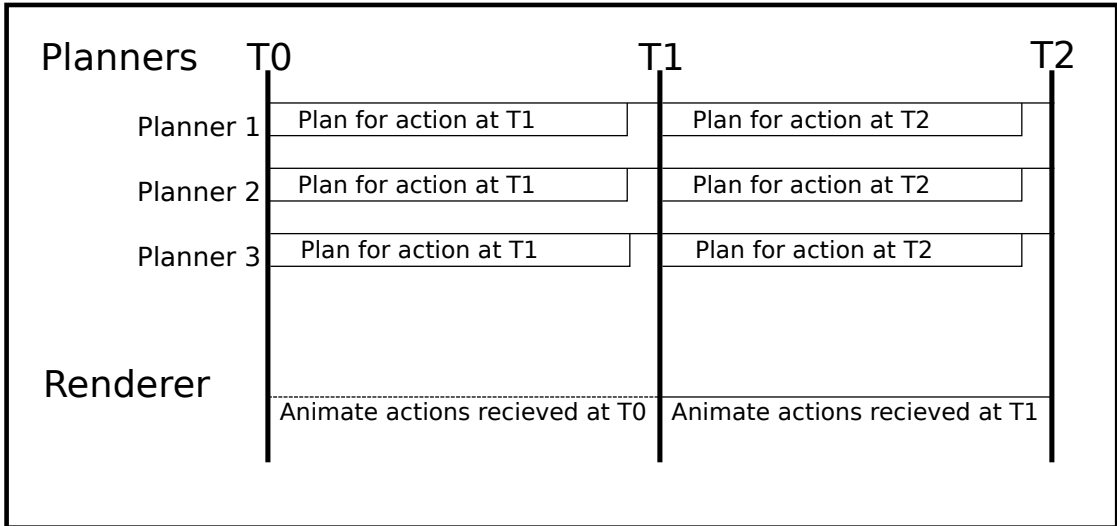 Planners T0 T1 T2
Planner 1 Plan for action at T1 Plan for action at T2
Planner 2 Plan for action at T1 Plan for action at T2
Planner 3 Plan for action at T1 Plan for action at T2
Renderer
Animate actions recieved at T0 Animate actions recieved at T1